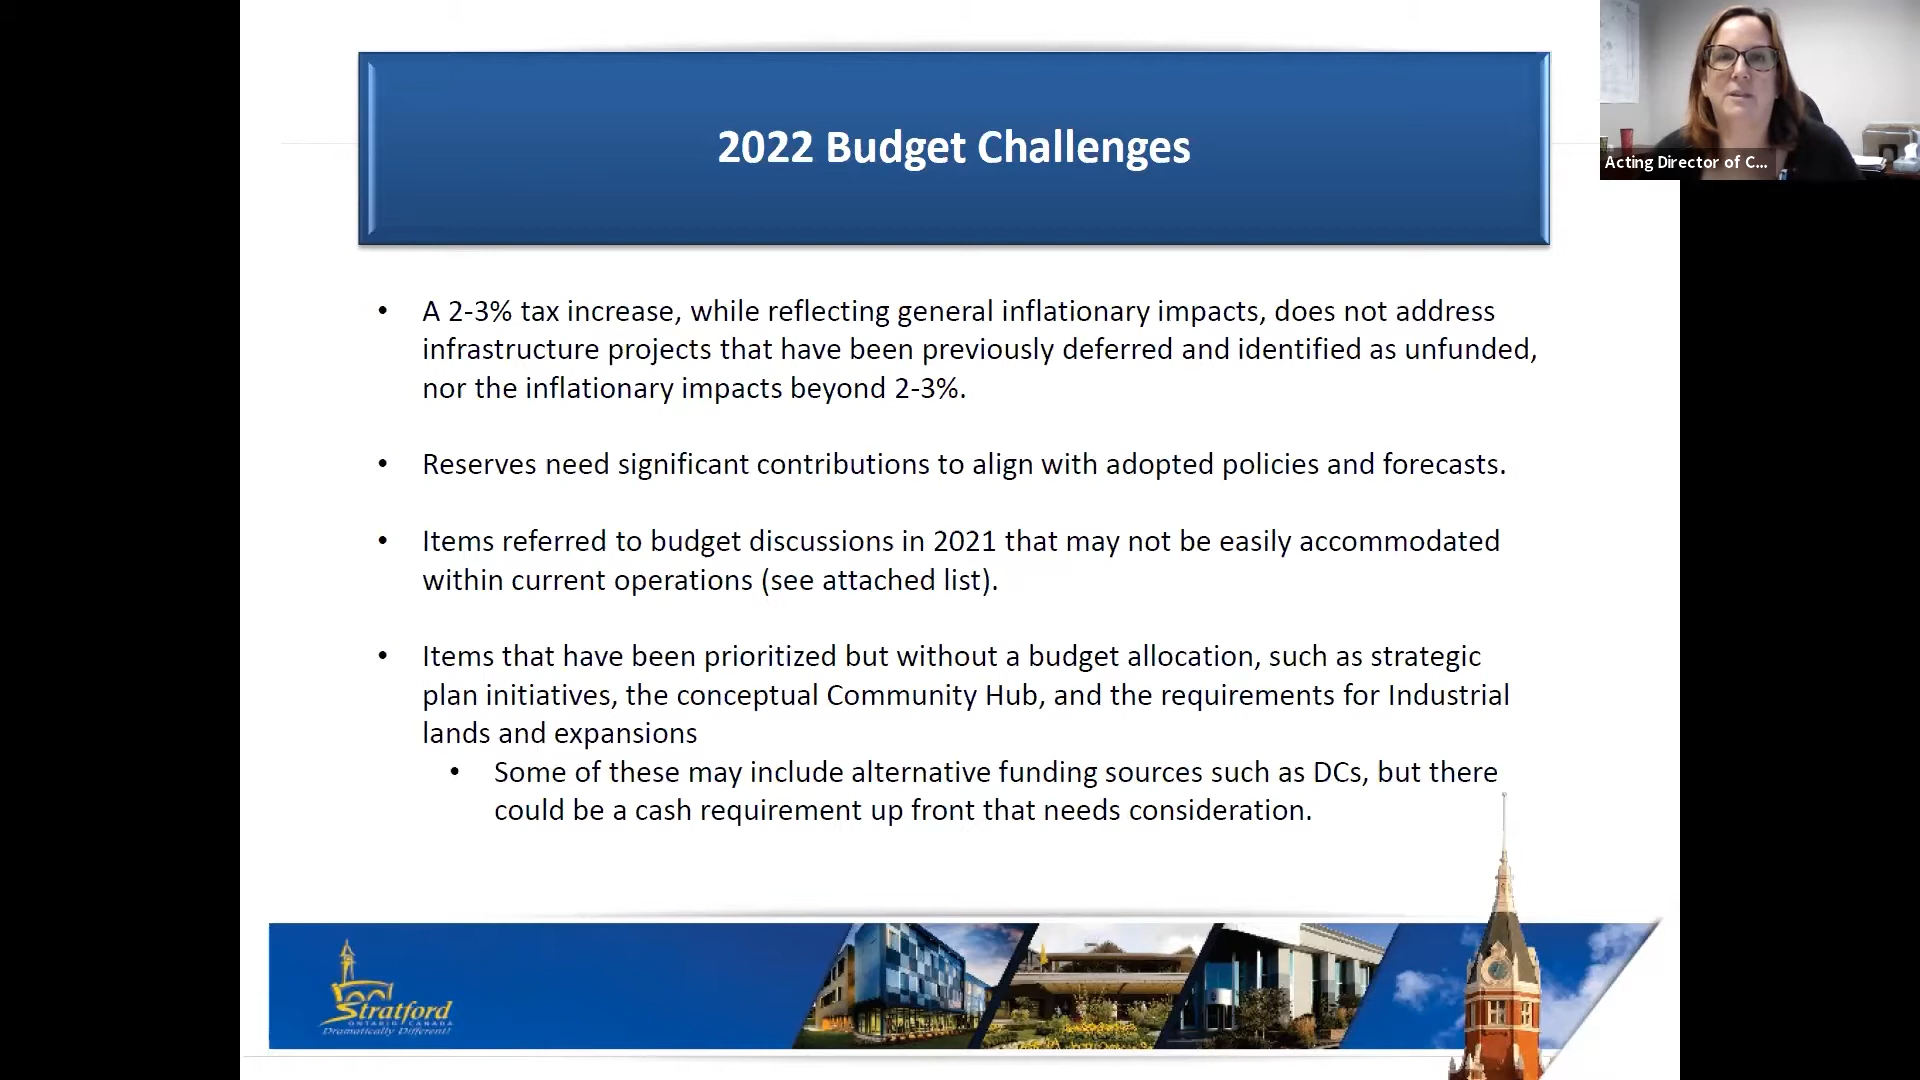 2022 Budget Challenges
Acting Director of C...
• A 2-3% tax increase, while reflecting general inflationary impacts, does not address
infrastructure projects that have been previously deferred and identified as unfunded,
nor the inflationary impacts beyond 2-3%.
• Reserves need significant contributions to align with adopted policies and forecasts.
• Items referred to budget discussions in 2021 that may not be easily accommodated
within current operations (see attached list).
• Items that have been prioritized but without a budget allocation, such as strategic
plan initiatives, the conceptual Community Hub, and the requirements for Industrial
lands and expansions
• Some of these may include alternative funding sources such as DCs, but there
could be a cash requirement up front that needs consideration.
Stratford
ONTARIO CANADA
Dramatically Different!